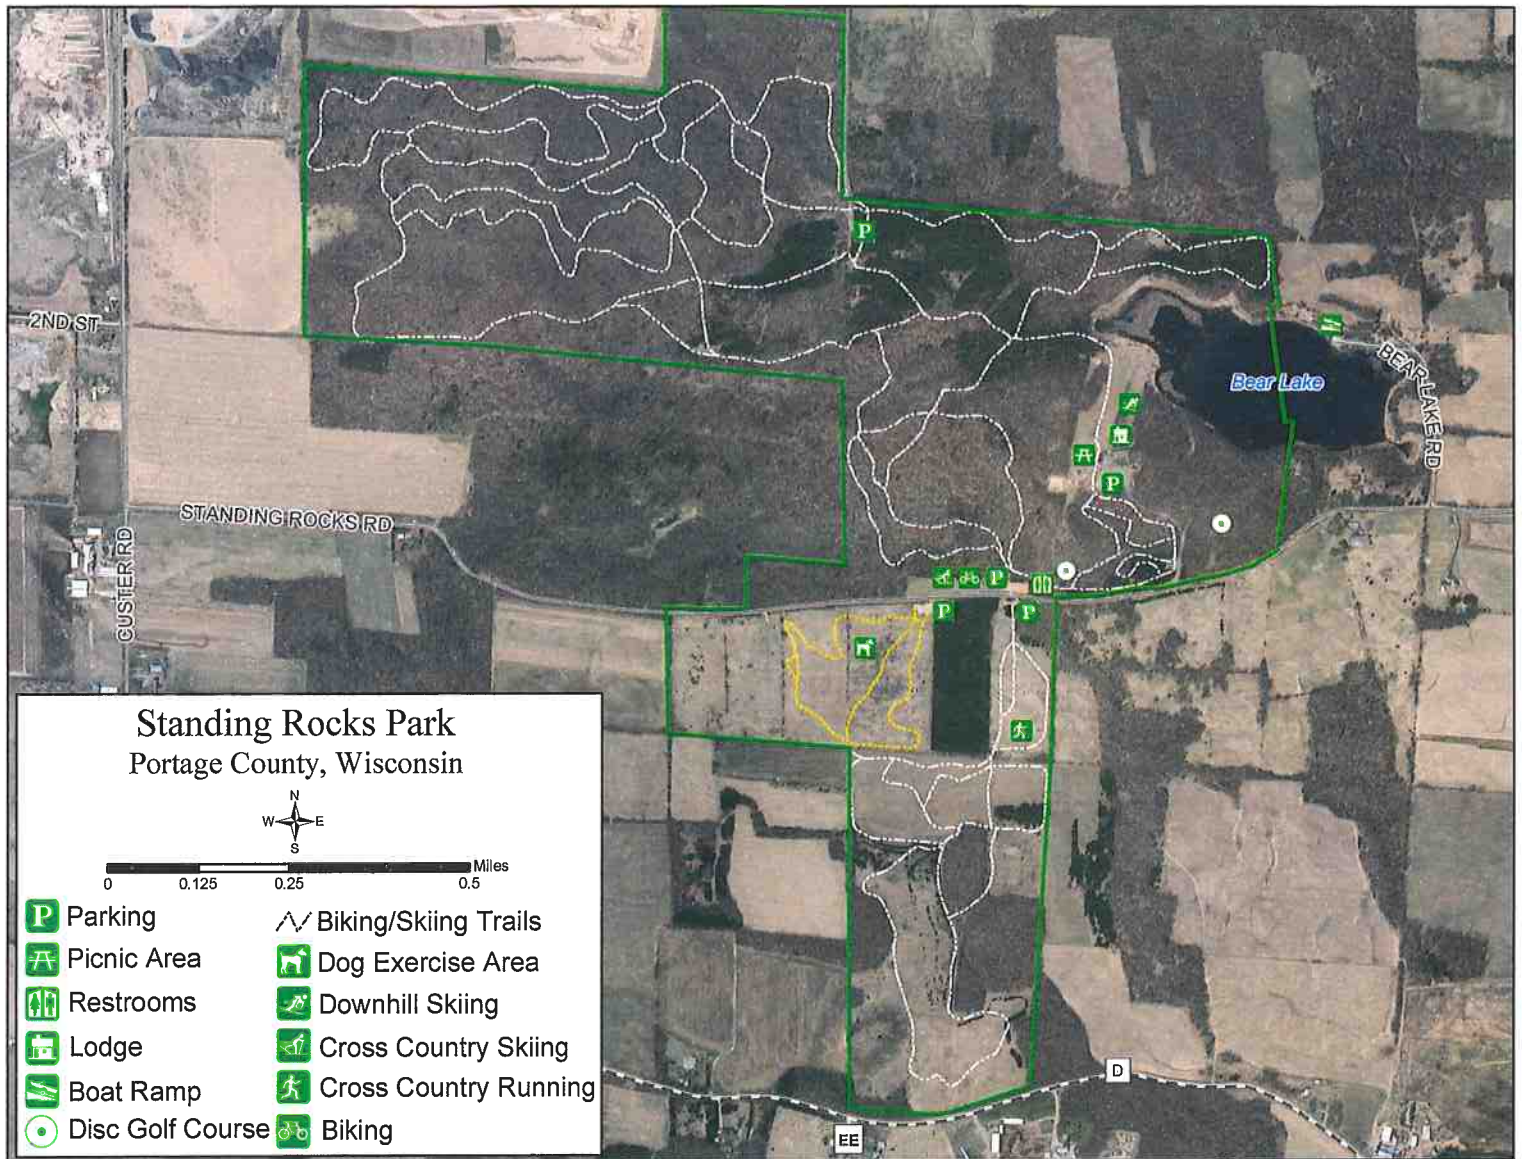 P
2ND ST
BEAR LAKE RD
Bear Lake
P
STANDING ROCKS RD
CUSTER RD
P
P
P
Standing Rocks Park
Portage County, Wisconsin
N
W E
S
Miles
0 0.125 0.25 0.5
P Parking
Picnic Area
Restrooms
Lodge
Boat Ramp
Disc Golf Course
Biking/Skiing Trails
Dog Exercise Area
Downhill Skiing
Cross Country Skiing
Cross Country Running
Biking
D
EE